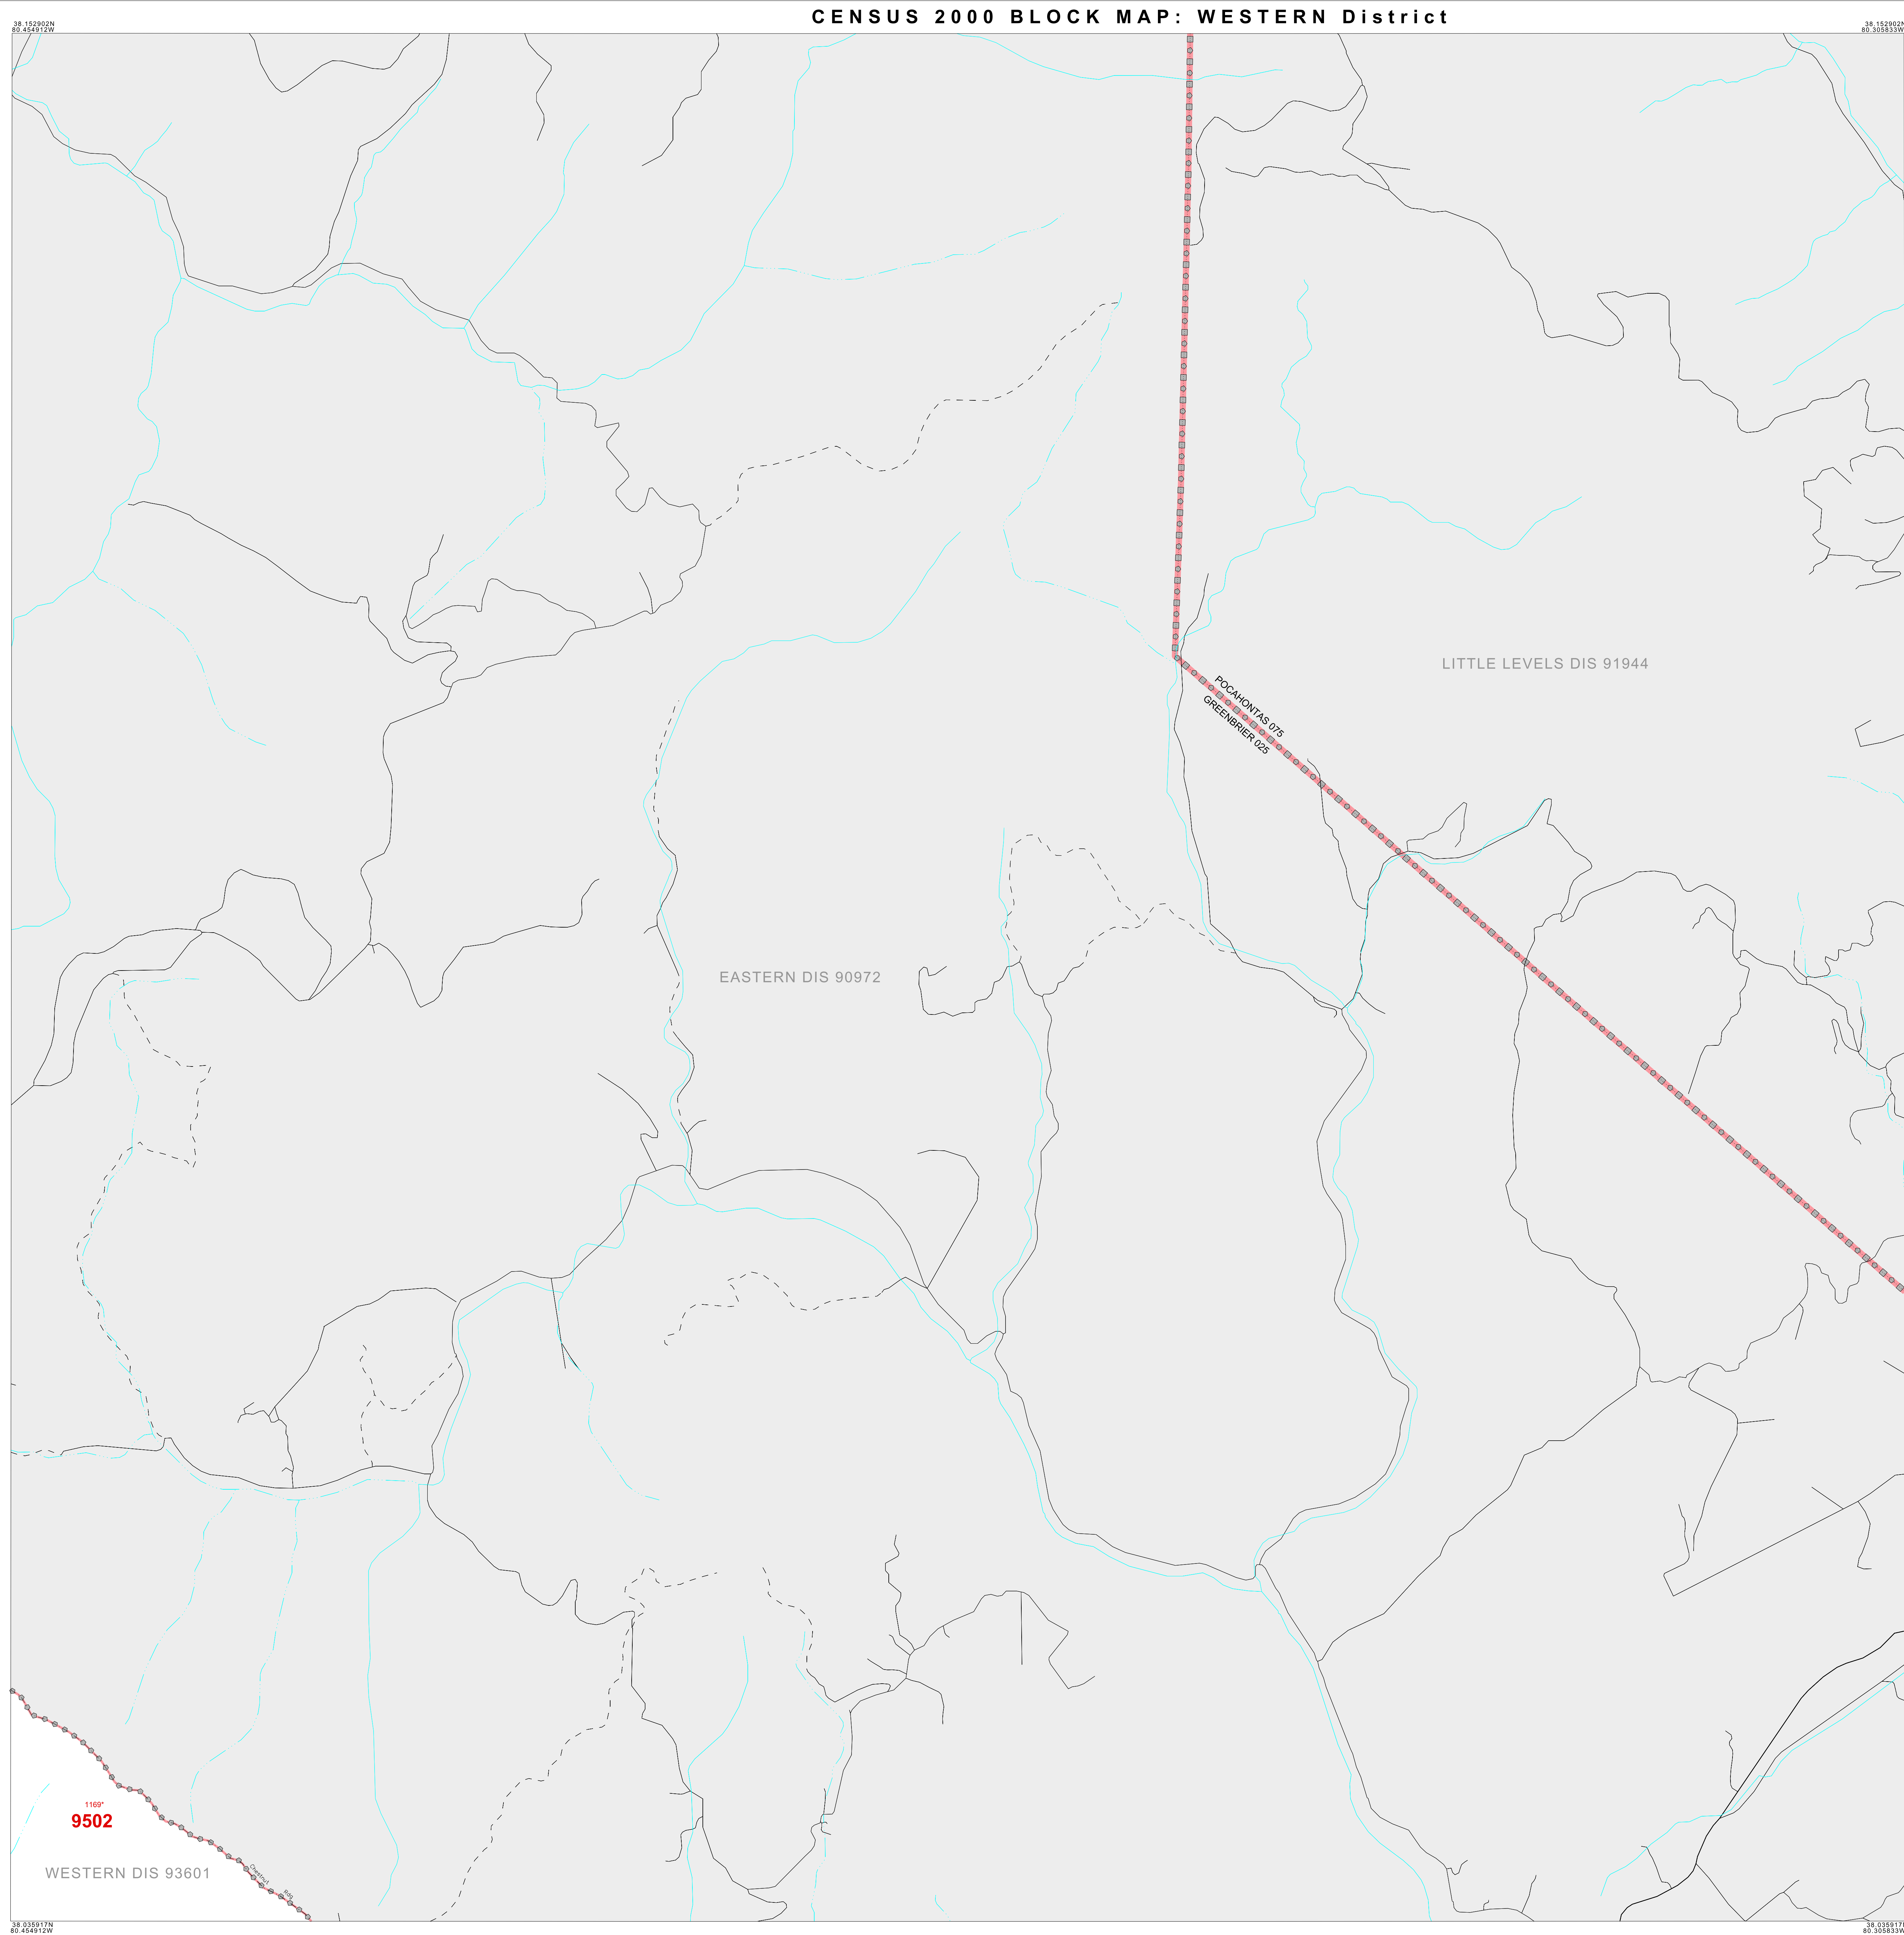 CENSUS 2000 BLOCK MAP: WESTERN District
38.152902N
80.454912W
38.152902N
80.305833W
LITTLE LEVELS DIS 91944
POCAHONTAS 075
GREENBRIER 025
EASTERN DIS 90972
1169*
9502
WESTERN DIS 93601
Chestnut Rdg
38.035917N
80.454912W
38.035917N
80.305833W